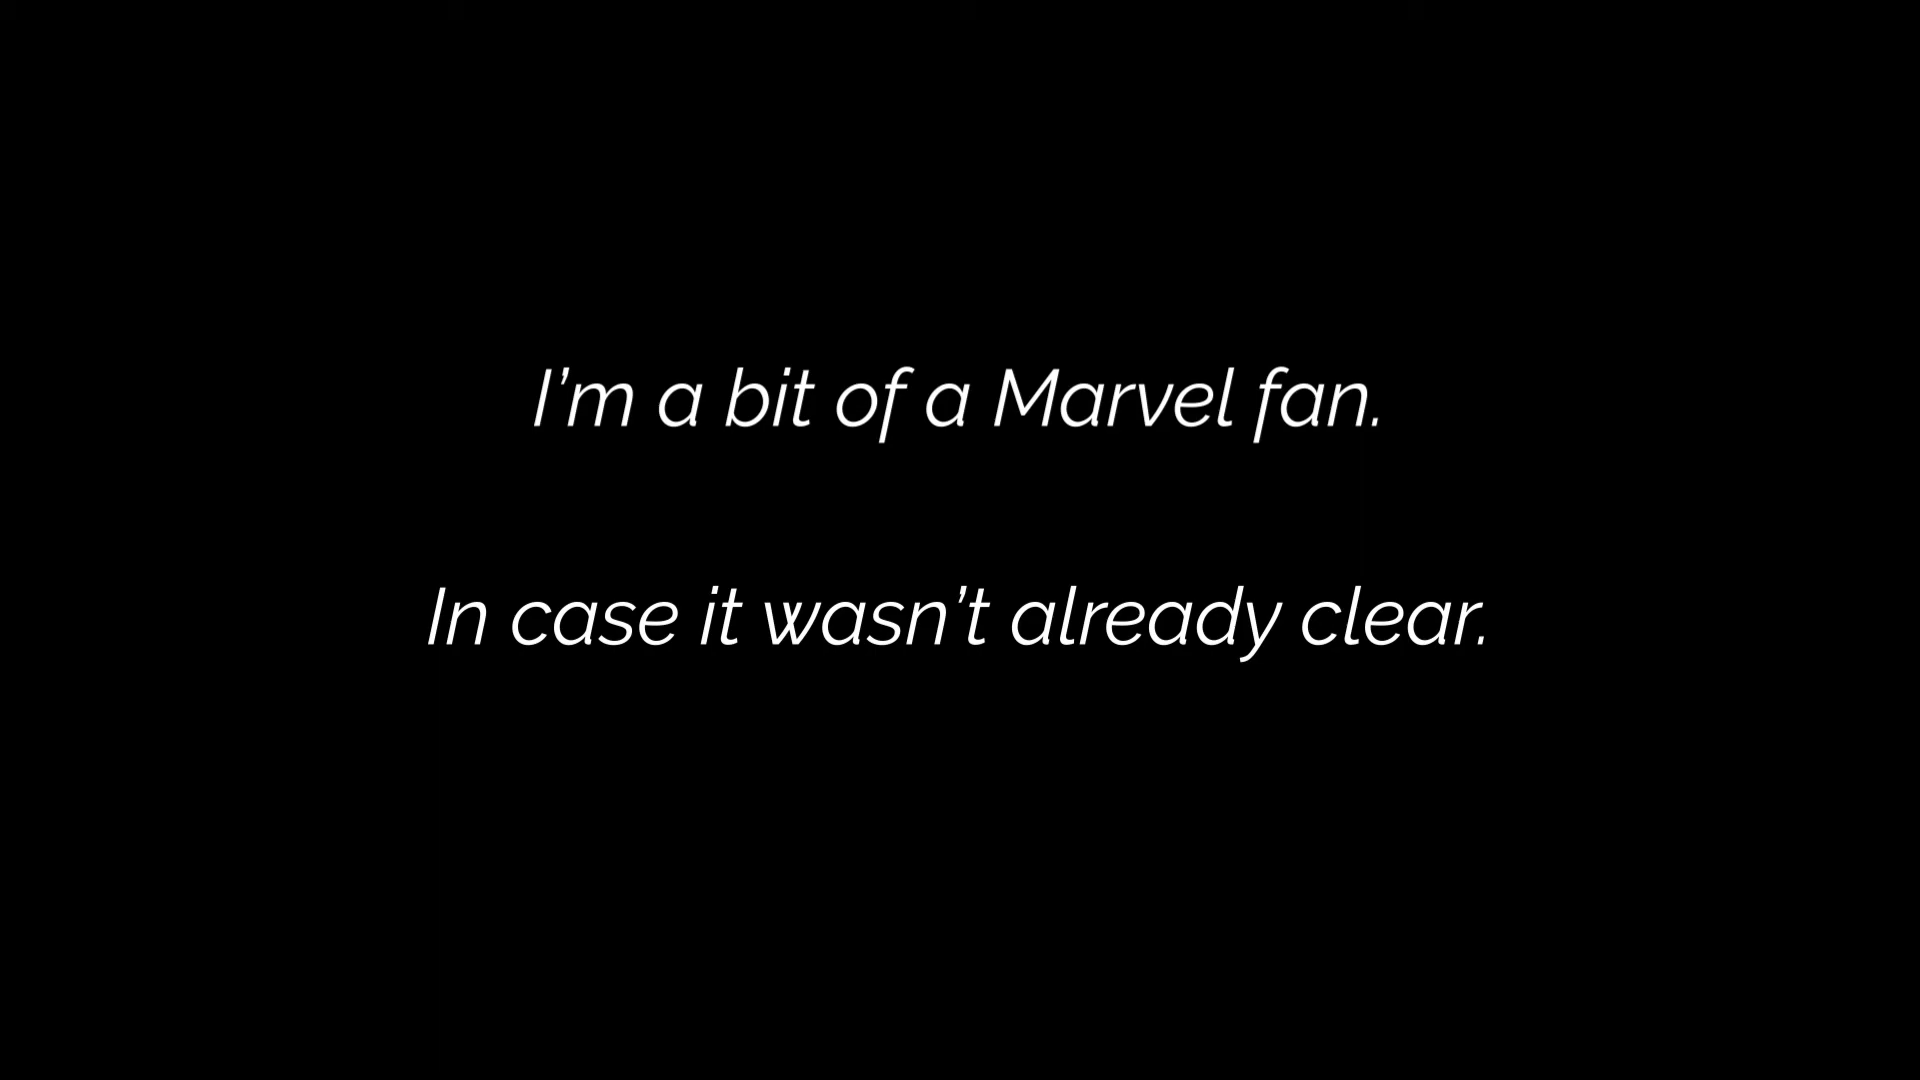 I’m a bit of a Marvel fan.
In case it wasn’t already clear.